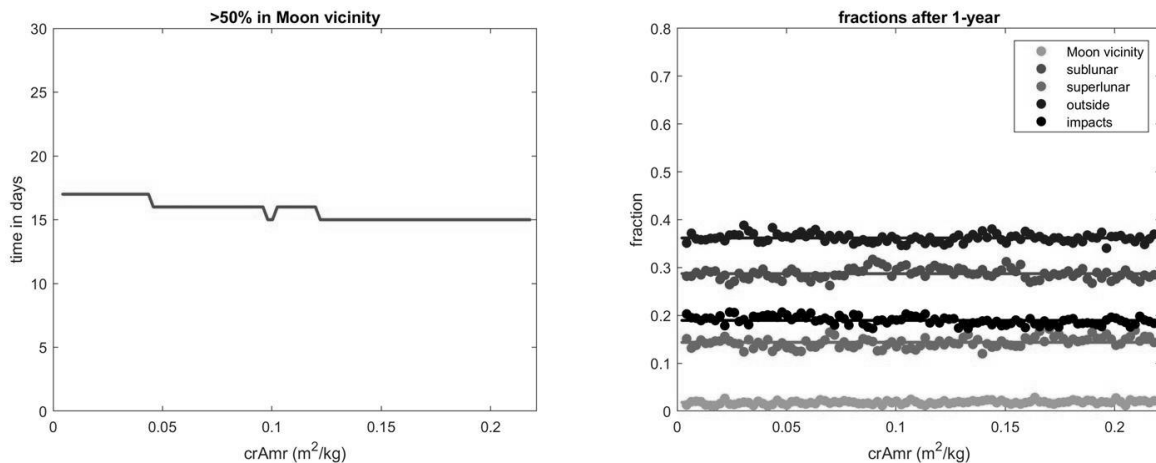 >50% in Moon vicinity
30
25
20
15
10
5
0
time in days
0
0.05
0.1
0.15
0.2
crAmr (m²/kg)
fractions after 1-year
0.8
0.7
0.6
0.5
0.4
0.3
0.2
0.1
0
fraction
Moon vicinity
sublunar
superlunar
outside
impacts
0
0.05
0.1
0.15
0.2
crAmr (m²/kg)